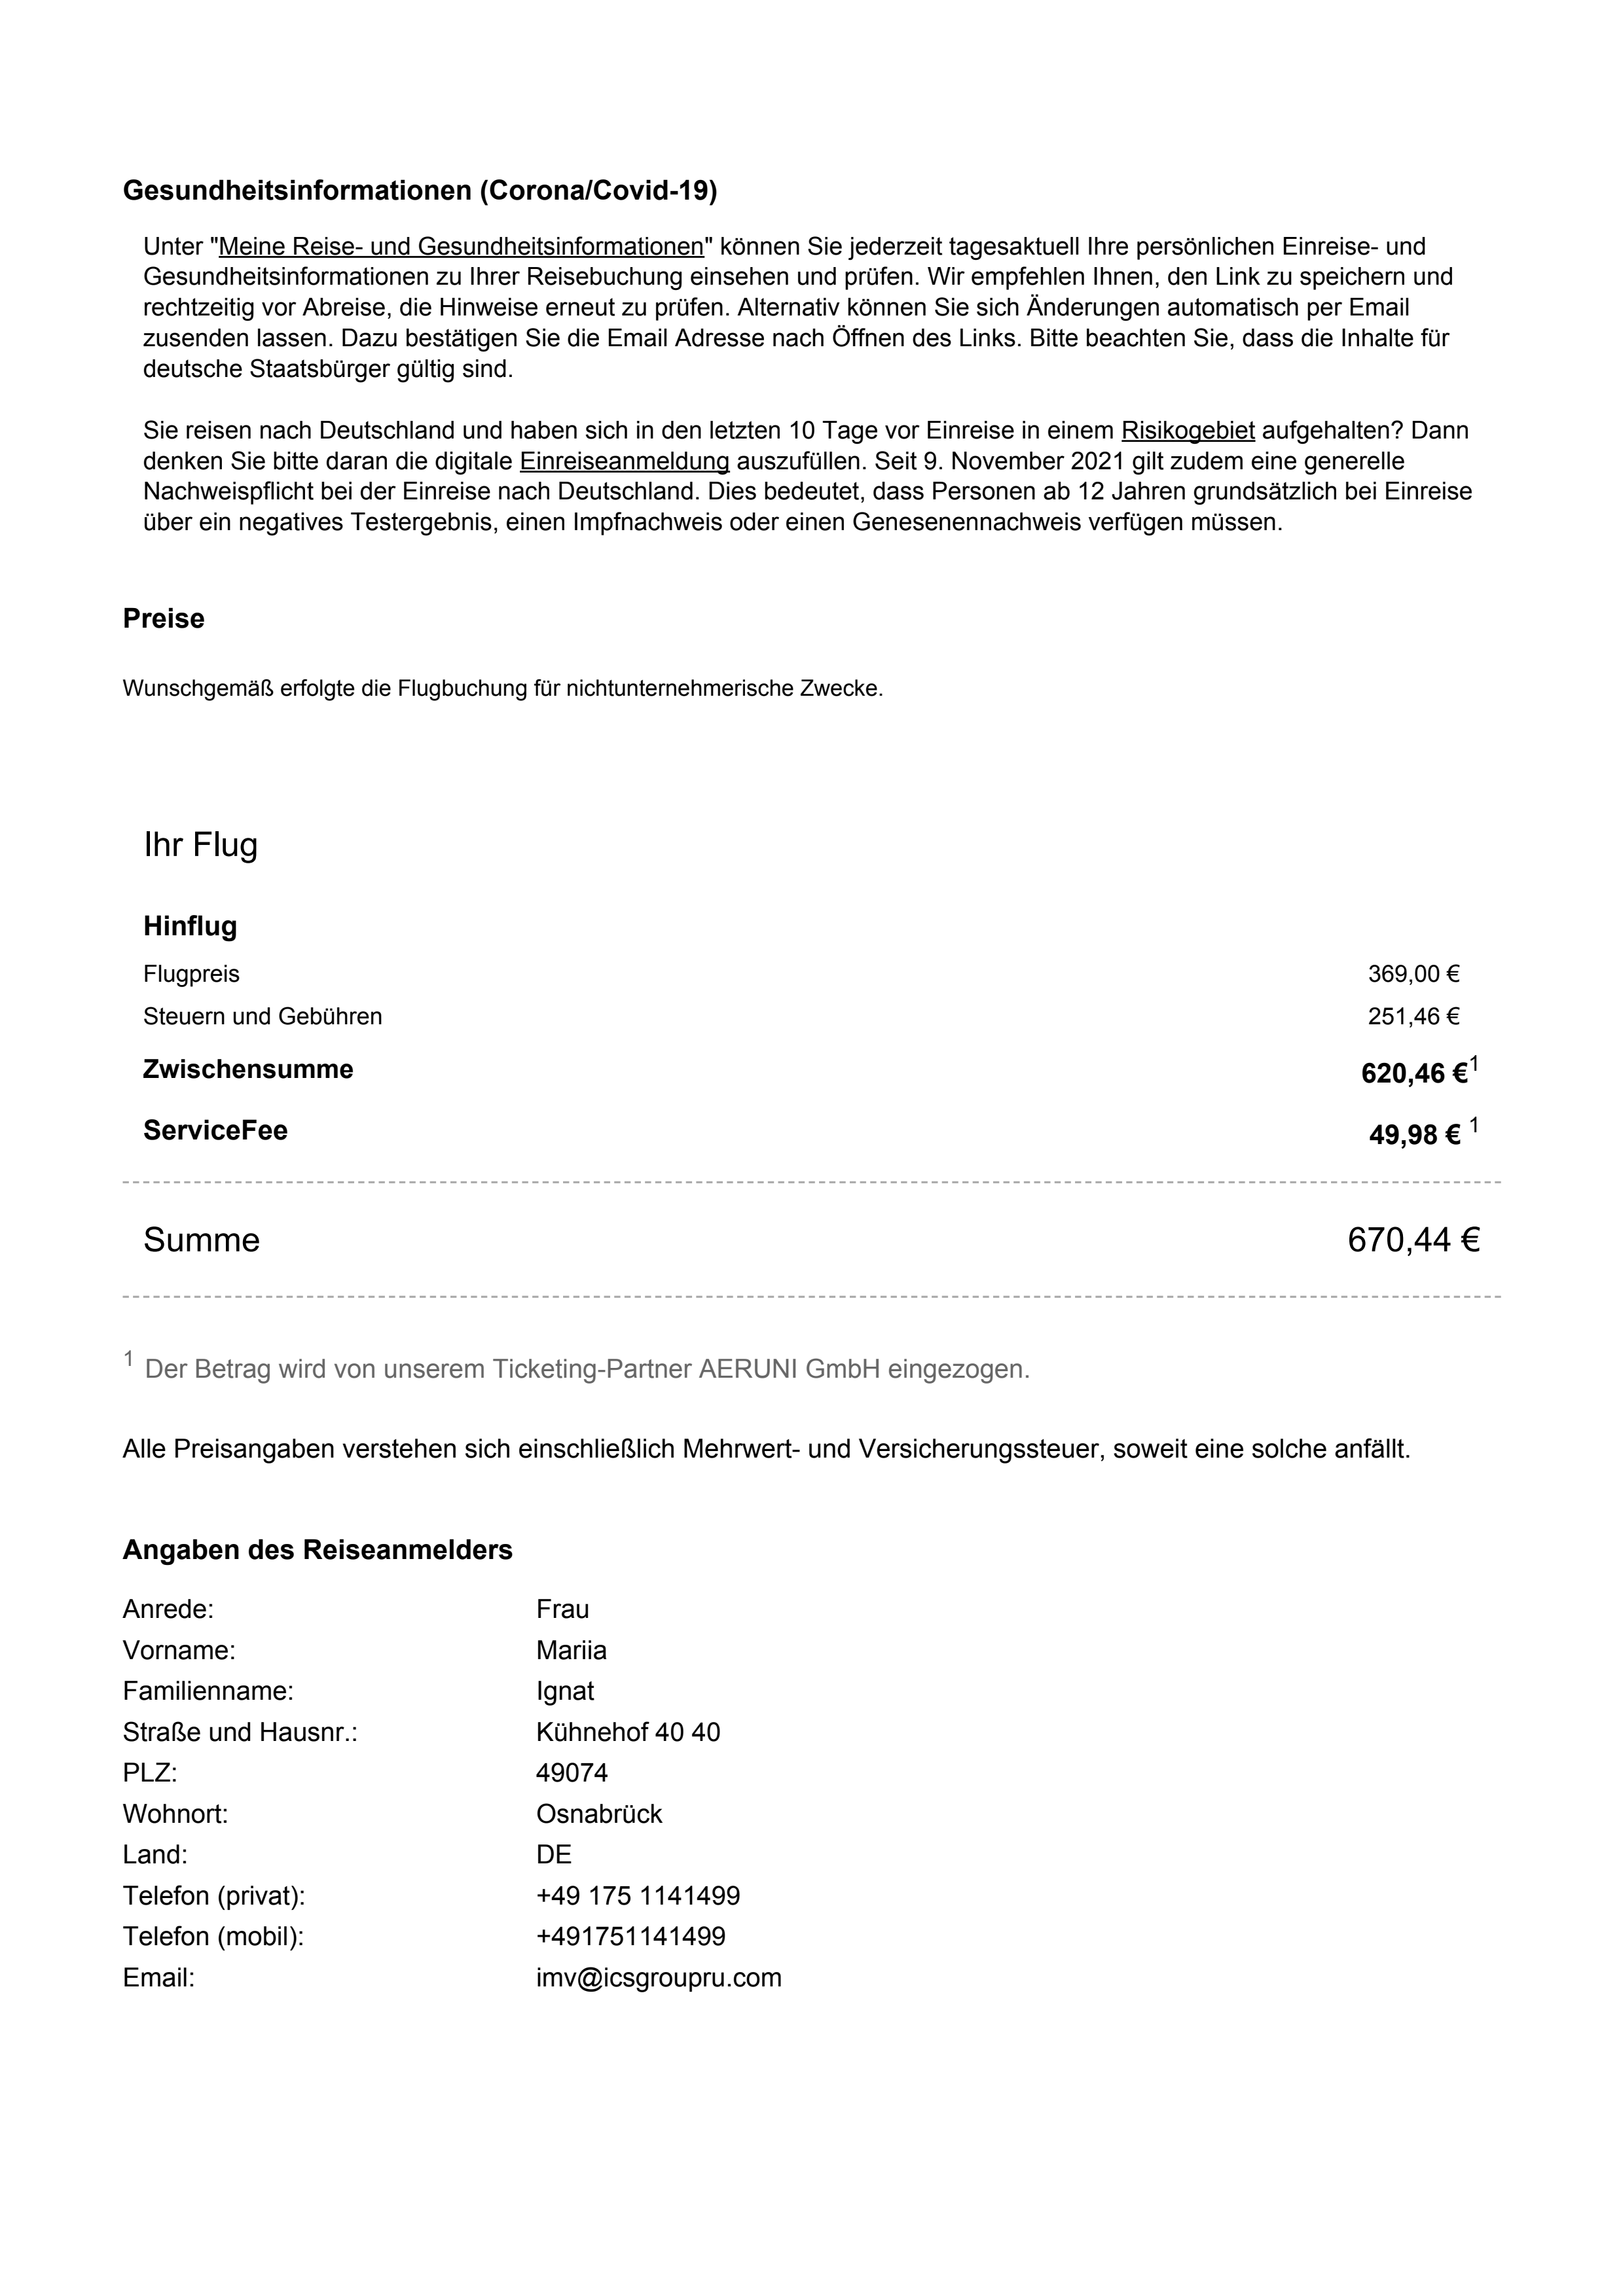 Gesundheitsinformationen (Corona/Covid-19)
Unter "Meine Reise- und Gesundheitsinformationen" können Sie jederzeit tagesaktuell Ihre persönlichen Einreise- und
Gesundheitsinformationen zu Ihrer Reisebuchung einsehen und prüfen. Wir empfehlen Ihnen, den Link zu speichern und
rechtzeitig vor Abreise, die Hinweise erneut zu prüfen. Alternativ können Sie sich Änderungen automatisch per Email
zusenden lassen. Dazu bestätigen Sie die Email Adresse nach Öffnen des Links. Bitte beachten Sie, dass die Inhalte für
deutsche Staatsbürger gültig sind.
Sie reisen nach Deutschland und haben sich in den letzten 10 Tage vor Einreise in einem Risikogebiet aufgehalten? Dann
denken Sie bitte daran die digitale Einreiseanmeldung auszufüllen. Seit 9. November 2021 gilt zudem eine generelle
Nachweispflicht bei der Einreise nach Deutschland. Dies bedeutet, dass Personen ab 12 Jahren grundsätzlich bei Einreise
über ein negatives Testergebnis, einen Impfnachweis oder einen Genesenennachweis verfügen müssen.
Preise
Wunschgemäß erfolgte die Flugbuchung für nichtunternehmerische Zwecke.
Ihr Flug
Hinflug
Flugpreis 369,00 €
Steuern und Gebühren 251,46 €
Zwischensumme 620,46 €1
ServiceFee 49,98 € 1
Summe 670,44 €
1 Der Betrag wird von unserem Ticketing-Partner AERUNI GmbH eingezogen.
Alle Preisangaben verstehen sich einschließlich Mehrwert- und Versicherungssteuer, soweit eine solche anfällt.
Angaben des Reiseanmelders
Anrede: Frau
Vorname: Mariia
Familienname: Ignat
Straße und Hausnr.: Kühnehof 40 40
PLZ: 49074
Wohnort: Osnabrück
Land: DE
Telefon (privat): +49 175 1141499
Telefon (mobil): +491751141499
Email: imv@icsgroupru.com